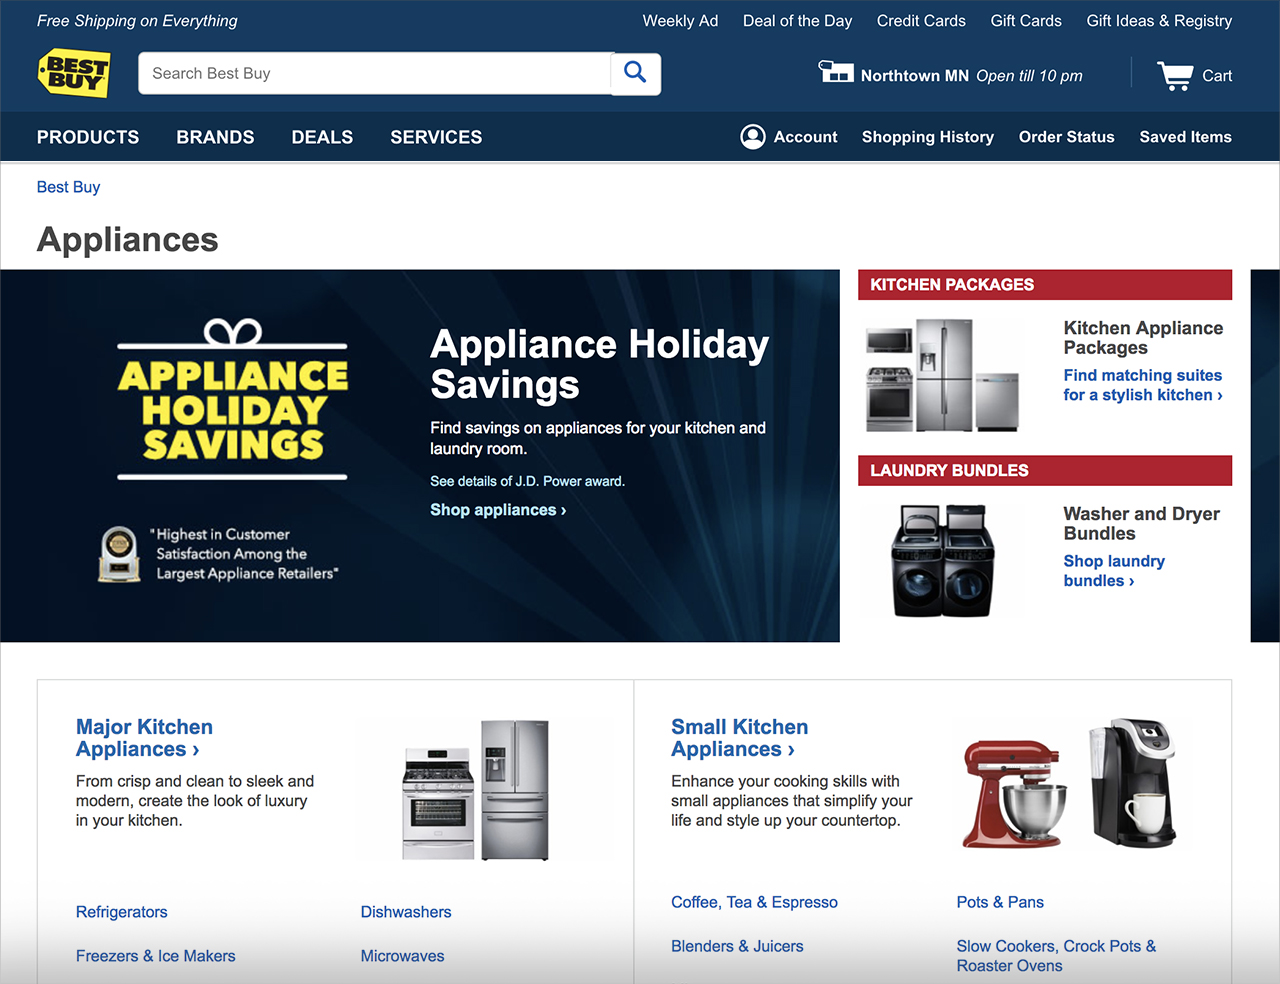 Free Shipping on Everything
Weekly Ad Deal of the Day Credit Cards Gift Cards Gift Ideas & Registry
BEST
BUY
Search Best Buy
Northtown MN Open till 10 pm
Cart
PRODUCTS BRANDS DEALS SERVICES
Account Shopping History Order Status Saved Items
Best Buy
Appliances
APPLIANCE
HOLIDAY
SAVINGS
"Highest in Customer
Satisfaction Among the
Largest Appliance Retailers"
Appliance Holiday
Savings
Find savings on appliances for your kitchen and
laundry room.
See details of J.D. Power award.
Shop appliances ›
KITCHEN PACKAGES
Kitchen Appliance
Packages
Find matching suites
for a stylish kitchen ›
LAUNDRY BUNDLES
Washer and Dryer
Bundles
Shop laundry
bundles ›
Major Kitchen
Appliances ›
From crisp and clean to sleek and
modern, create the look of luxury
in your kitchen.
Refrigerators
Dishwashers
Freezers & Ice Makers
Microwaves
Small Kitchen
Appliances ›
Enhance your cooking skills with
small appliances that simplify your
life and style up your countertop.
Coffee, Tea & Espresso
Pots & Pans
Blenders & Juicers
Slow Cookers, Crock Pots &
Roaster Ovens